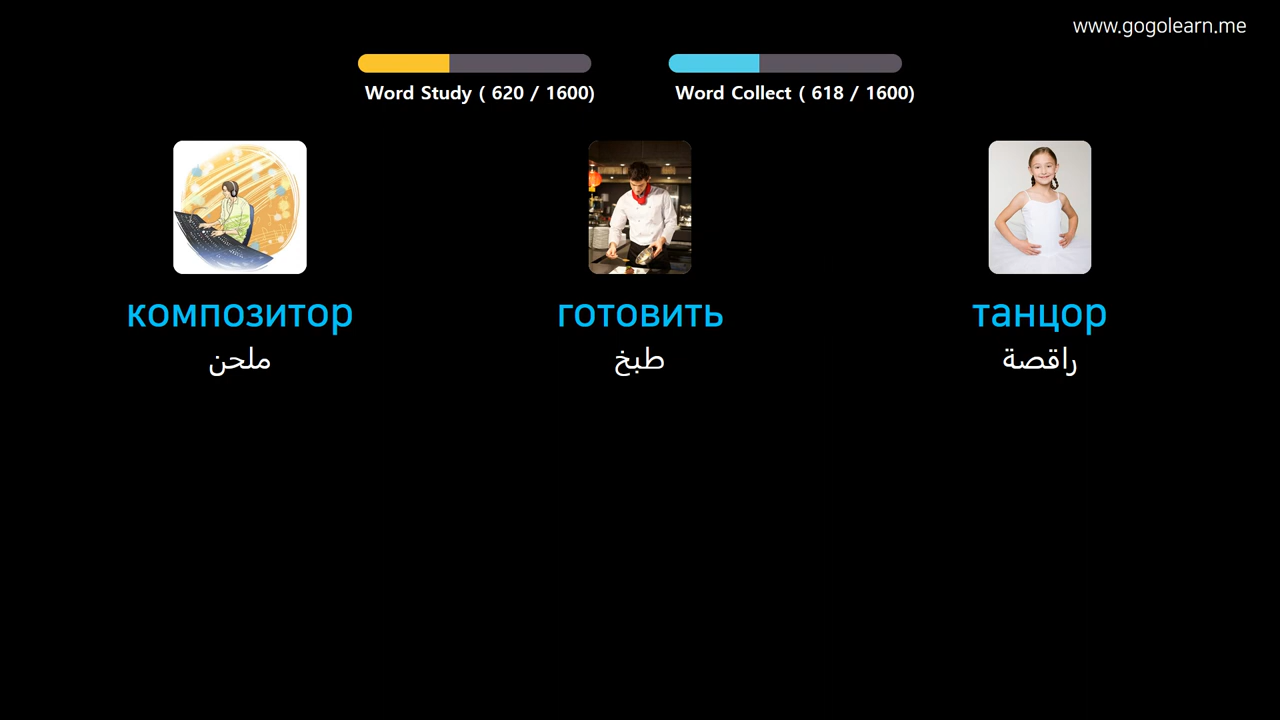 www.gogolearn.me
Word Study ( 620 / 1600)
Word Collect ( 618 / 1600)
композитор
готовить
танцор
ملحن
طبخ
راقصة